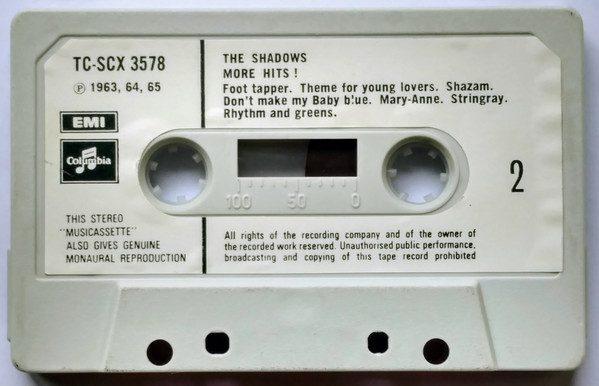 TC-SCX 3578
Ⓟ 1963, 64, 65
EMI
Columbia
THIS STEREO
"MUSICASSETTE"
ALSO GIVES GENUINE
MONAURAL REPRODUCTION
THE SHADOWS
MORE HITS !
Foot tapper. Theme for young lovers. Shazam.
Don't make my Baby blue. Mary-Anne. Stringray.
Rhythm and greens.
100 50 0
2
All rights of the recording company and of the owner of
the recorded work reserved. Unauthorised public performance,
broadcasting and copying of this tape record prohibited